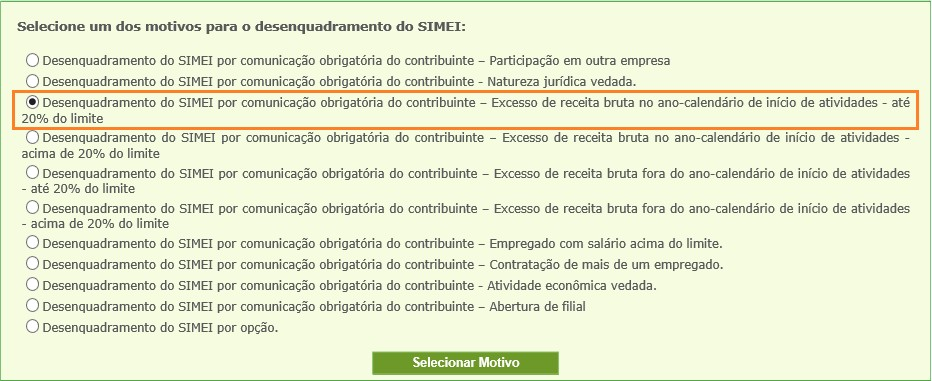 Selecione um dos motivos para o desenquadramento do SIMEI:
Desenquadramento do SIMEI por comunicação obrigatória do contribuinte – Participação em outra empresa
Desenquadramento do SIMEI por comunicação obrigatória do contribuinte - Natureza jurídica vedada.
Desenquadramento do SIMEI por comunicação obrigatória do contribuinte – Excesso de receita bruta no ano-calendário de início de atividades - até
20% do limite
Desenquadramento do SIMEI por comunicação obrigatória do contribuinte – Excesso de receita bruta no ano-calendário de início de atividades -
acima de 20% do limite
Desenquadramento do SIMEI por comunicação obrigatória do contribuinte – Excesso de receita bruta fora do ano-calendário de início de atividades
- até 20% do limite
Desenquadramento do SIMEI por comunicação obrigatória do contribuinte – Excesso de receita bruta fora do ano-calendário de início de atividades
- acima de 20% do limite
Desenquadramento do SIMEI por comunicação obrigatória do contribuinte – Empregado com salário acima do limite.
Desenquadramento do SIMEI por comunicação obrigatória do contribuinte – Contratação de mais de um empregado.
Desenquadramento do SIMEI por comunicação obrigatória do contribuinte - Atividade econômica vedada.
Desenquadramento do SIMEI por comunicação obrigatória do contribuinte – Abertura de filial
Desenquadramento do SIMEI por opção.
Selecionar Motivo